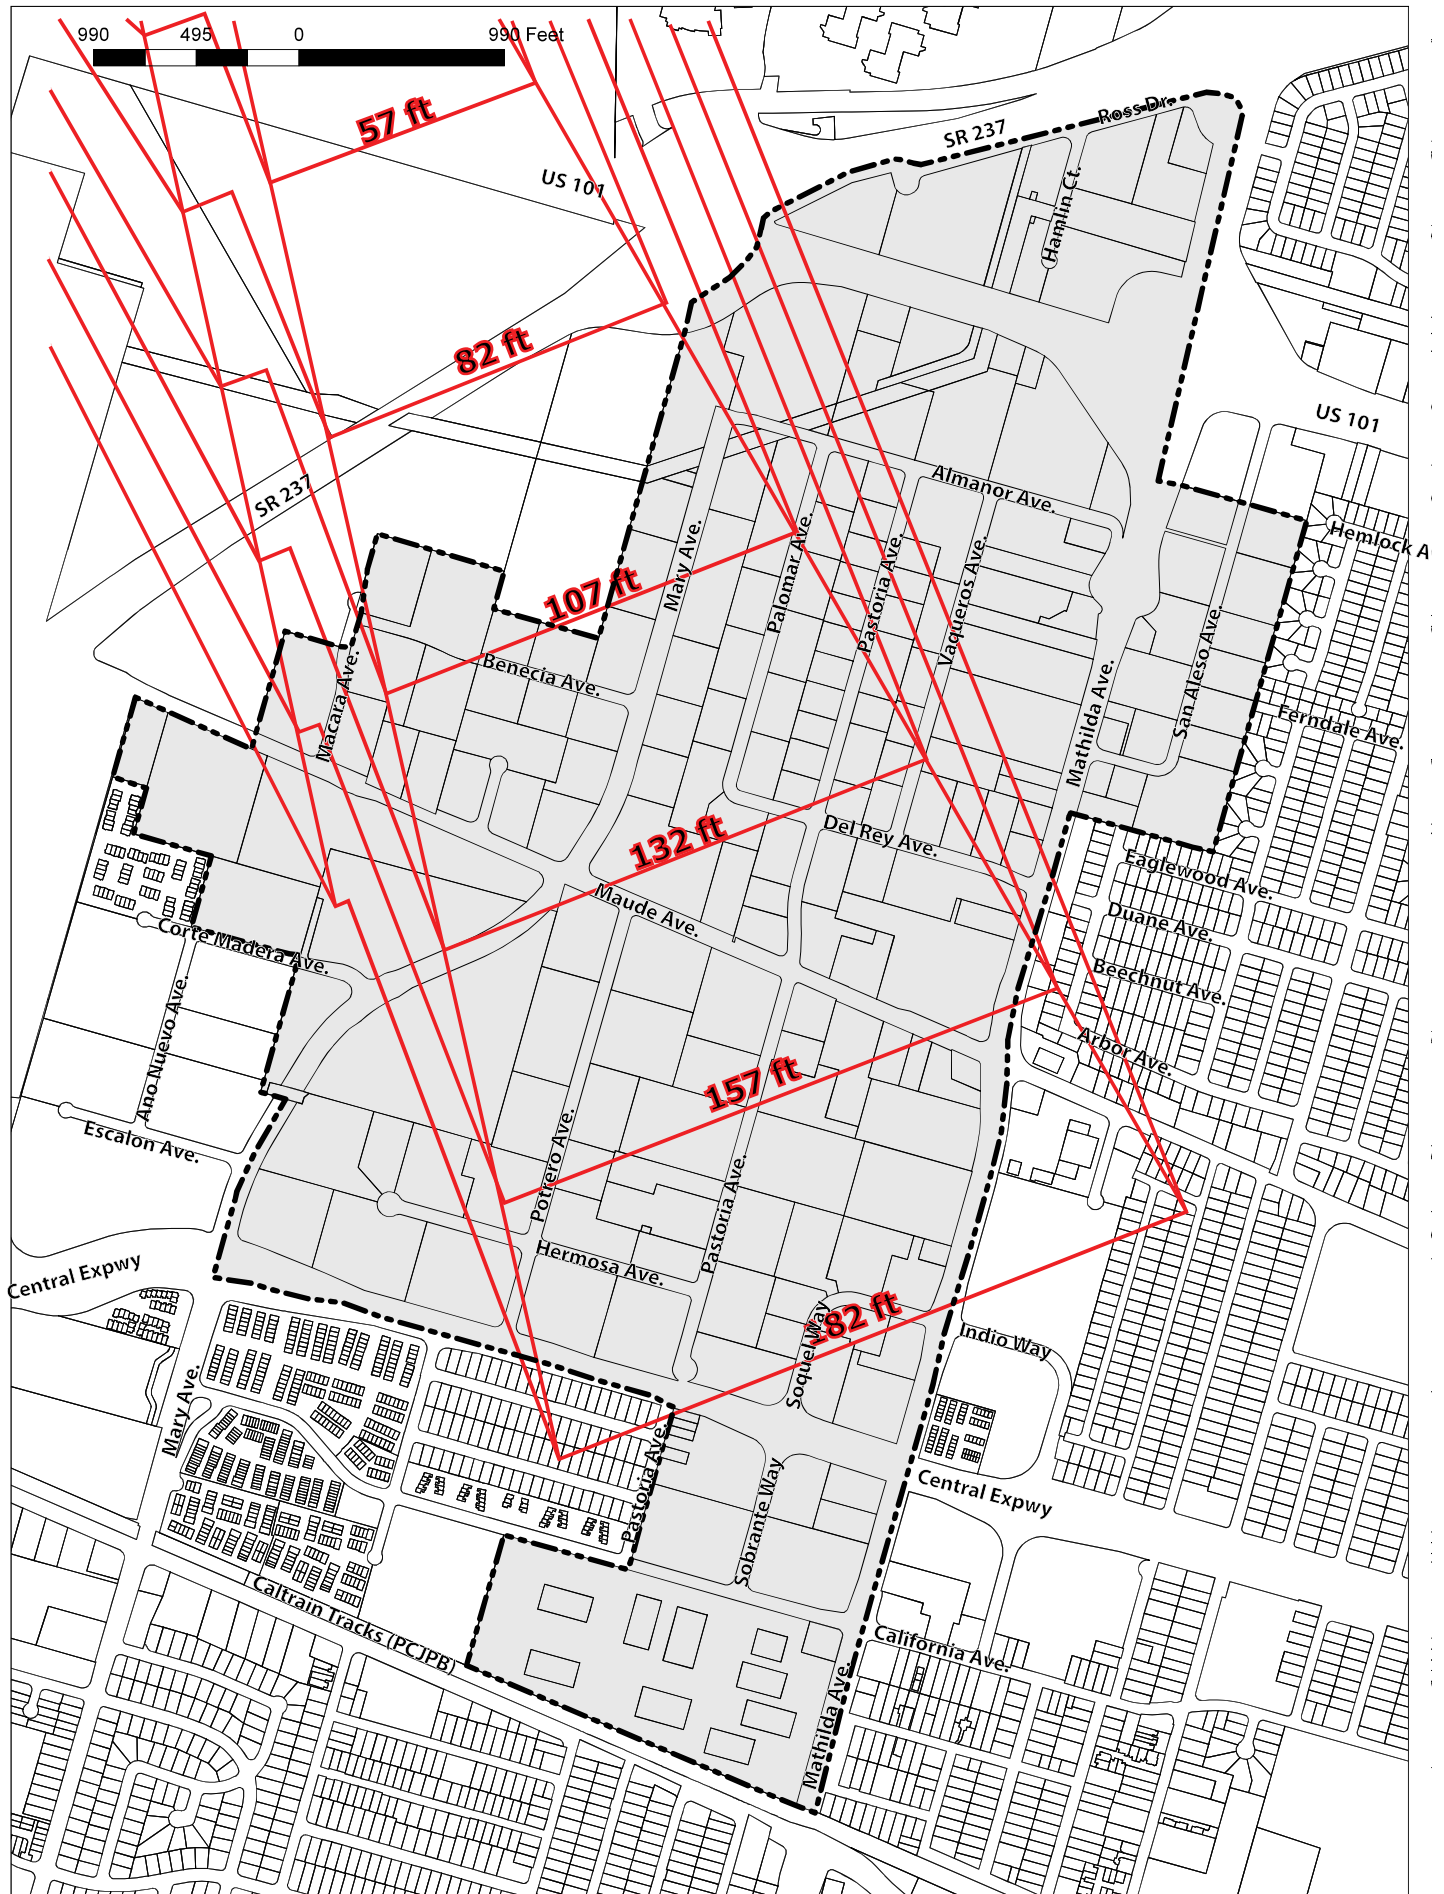 990 495 0 990 Feet
57 ft
Ross Dr.
SR 237
US 101
Hamlin Ct.
82 ft
US 101
SR 237
Almanor Ave.
Hemlock Av
Mary Ave.
Palomar Ave.
Pastoria Ave.
Vaqueros Ave.
107 ft
Benecia Ave.
Macara Ave.
Mathilda Ave.
San Aleso Ave.
Ferndale Ave.
132 ft
Del Rey Ave.
Eaglewood Ave.
Maude Ave.
Duane Ave.
Corte Madera Ave.
Beechnut Ave.
Ano Nuevo Ave.
Arbor Ave.
157 ft
Escalon Ave.
Potrero Ave.
Pastoria Ave.
Hermosa Ave.
Central Expwy
182 ft
Soquel Way
Indio Way
Mary Ave.
Pastoria Ave.
Sobrante Way
Central Expwy
Caltrain Tracks (PCJPB)
California Ave.
Mathilda Ave.